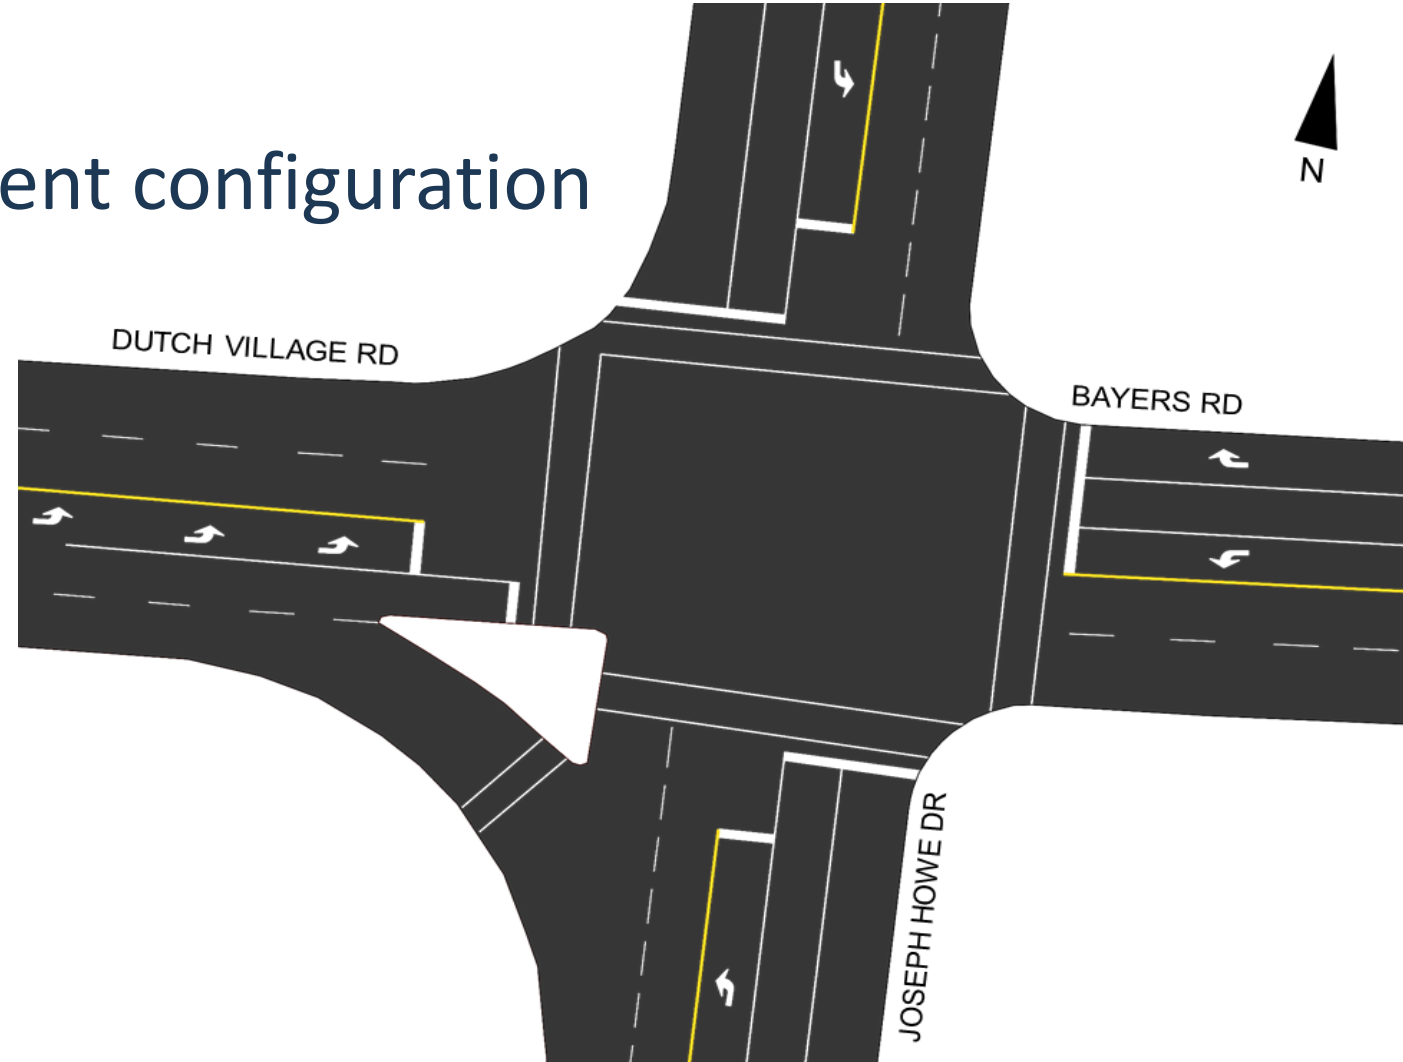 ent configuration
N
DUTCH VILLAGE RD
BAYERS RD
JOSEPH HOWE DR